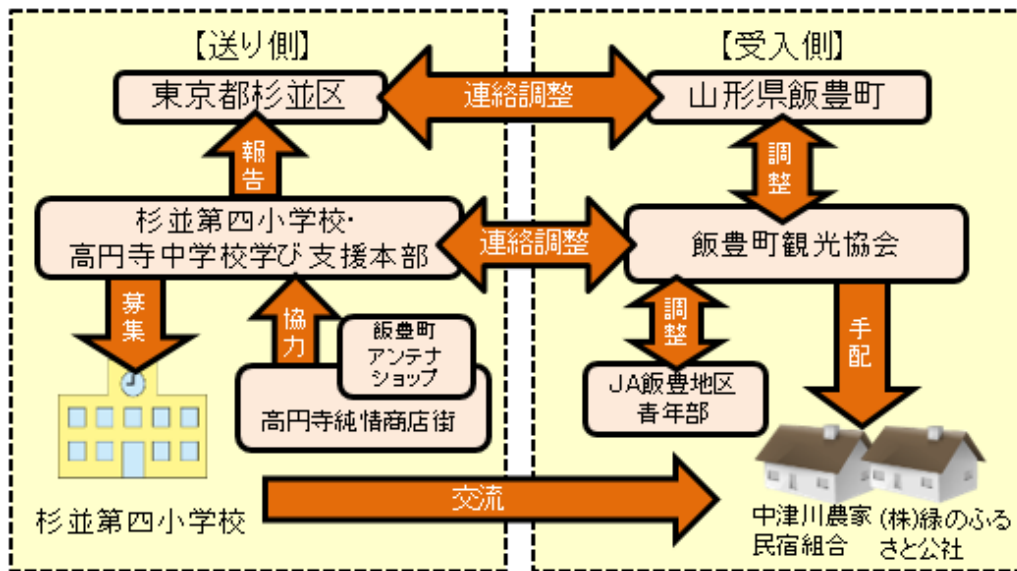 【送り側】
東京都杉並区
報告
杉並第四小学校・
高円寺中学校学び支援本部
募集
協力
飯豊町
アンテナ
ショップ
高円寺純情商店街
杉並第四小学校
連絡調整
連絡調整
交流
【受入側】
山形県飯豊町
調整
飯豊町観光協会
調整
手配
JA飯豊地区
青年部
中津川農家
民宿組合
(株)緑のふる
さと公社